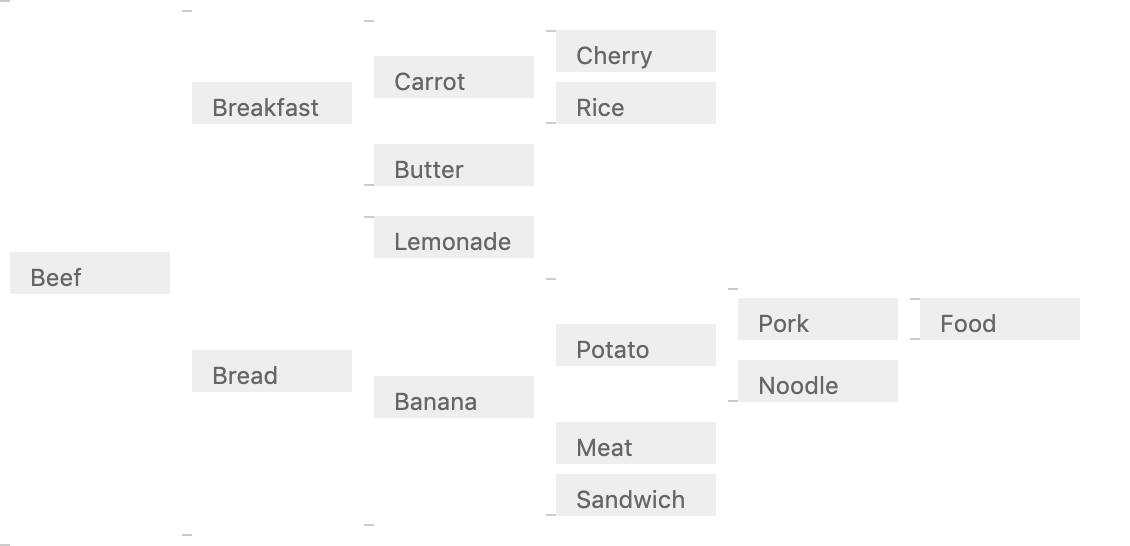 Beef
Breakfast
Carrot
Cherry
Rice
Butter
Bread
Lemonade
Banana
Potato
Pork
Food
Noodle
Meat
Sandwich